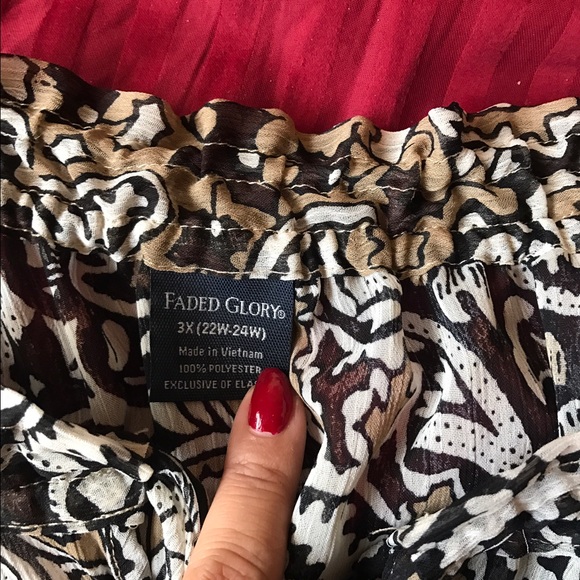 FADED GLORY®
3X (22W-24W)
Made in Vietnam
100% POLYESTER
EXCLUSIVE OF